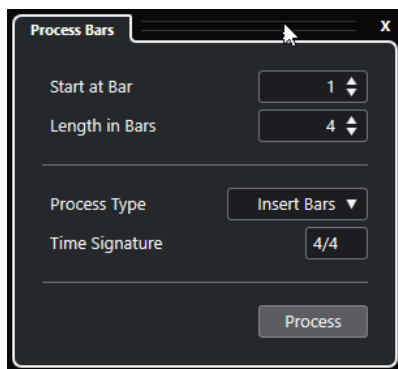 Process Bars x
Start at Bar 1
Length in Bars 4
Process Type Insert Bars
Time Signature 4/4
Process